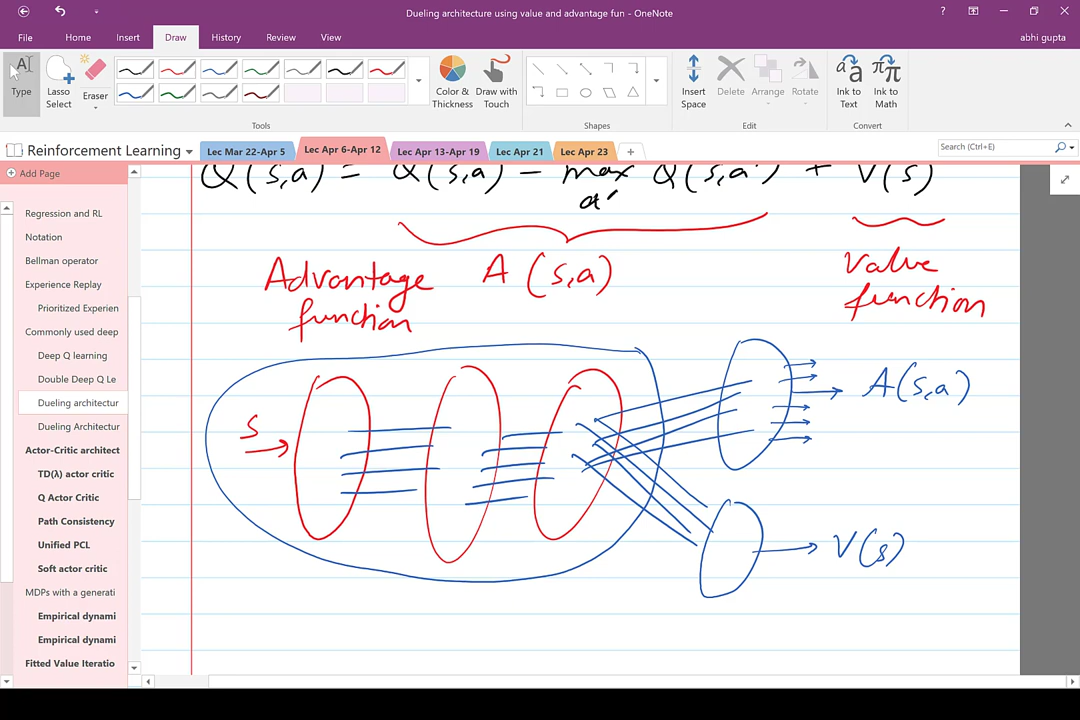 Dueling architecture using value and advantage fun - OneNote
File Home Insert Draw History Review View abhi gupta
Type
Lasso Select
Eraser
Color & Thickness
Draw with Touch
Insert Space
Delete
Arrange
Rotate
Ink to Text
Ink to Math
Tools Shapes Edit Convert
Reinforcement Learning Lec Mar 22-Apr 5 Lec Apr 6-Apr 12 Lec Apr 13-Apr 19 Lec Apr 21 Lec Apr 23 Search (Ctrl+E)
Add Page
Regression and RL
Notation
Bellman operator
Experience Replay
Prioritized Experien
Commonly used deep
Deep Q learning
Double Deep Q Le
Dueling architectur
Dueling Architectur
Actor-Critic architect
TD(λ) actor critic
Q Actor Critic
Path Consistency
Unified PCL
Soft actor critic
MDPs with a generati
Empirical dynami
Empirical dynami
Fitted Value Iteratio
Q(s,a) = Q(s,a) - max Q(s,a') + V(s)
a'
Advantage function A(s,a)
Value function
S
A(s,a)
V(s)